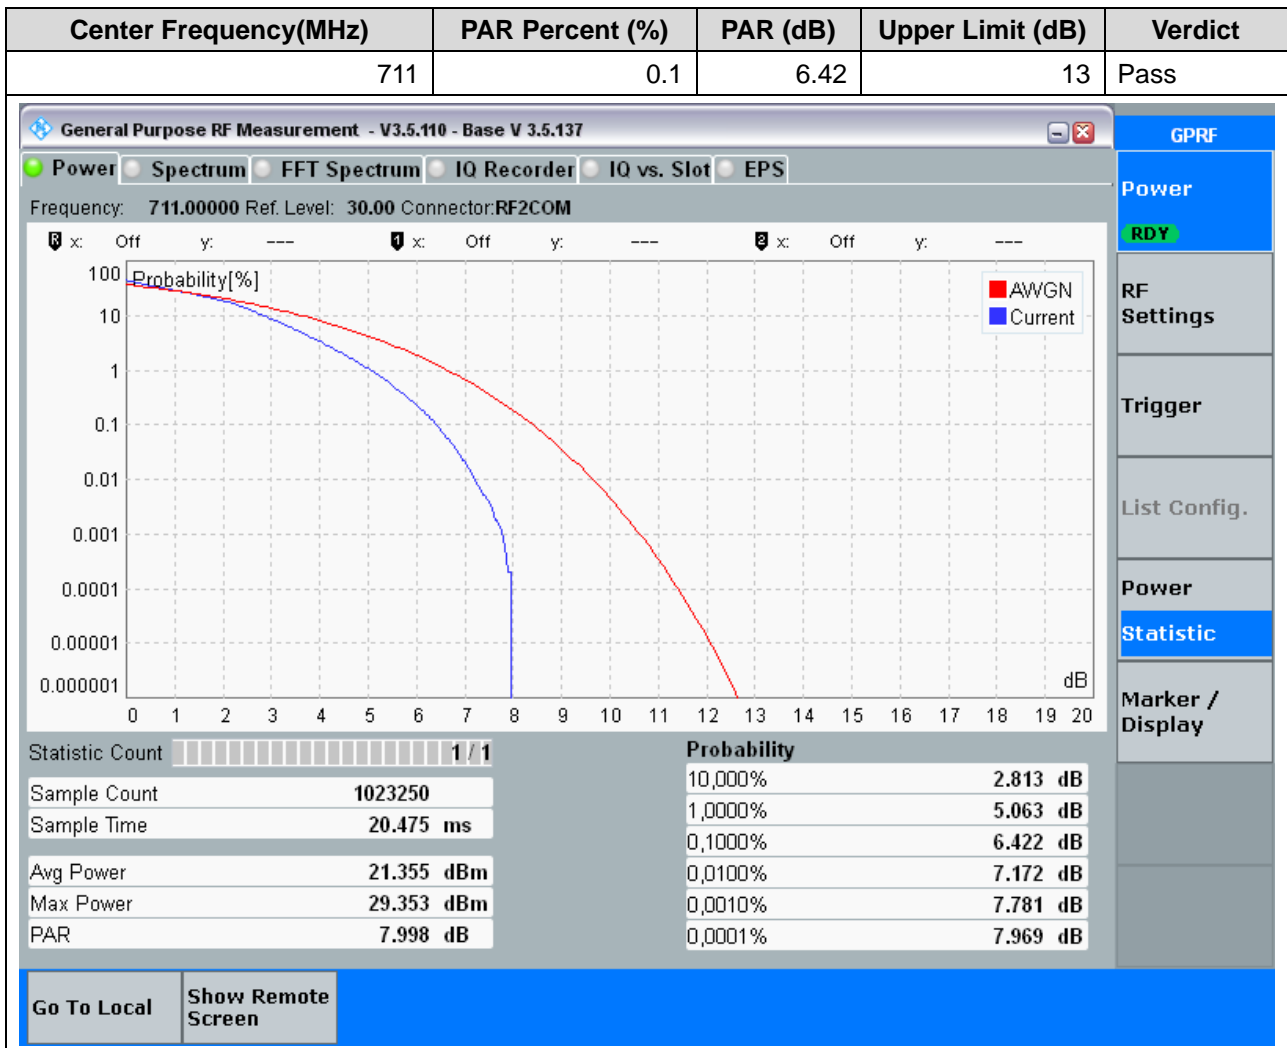 Center Frequency(MHz) PAR Percent (%) PAR (dB) Upper Limit (dB) Verdict
711 0.1 6.42 13 Pass
General Purpose RF Measurement - V3.5.110 - Base V 3.5.137
GPRF
Power Spectrum FFT Spectrum IQ Recorder IQ vs. Slot EPS
Frequency: 711.00000 Ref. Level: 30.00 Connector:RF2COM
R x: Off y: --- 1 x: Off y: --- 2 x: Off y: ---
Probability[%]
AWGN
Current
100
10
1
0.1
0.01
0.001
0.0001
0.00001
0.000001
dB
0 1 2 3 4 5 6 7 8 9 10 11 12 13 14 15 16 17 18 19 20
Statistic Count 1 / 1
Sample Count 1023250
Sample Time 20.475 ms
Avg Power 21.355 dBm
Max Power 29.353 dBm
PAR 7.998 dB
Probability
10,000% 2.813 dB
1,0000% 5.063 dB
0,1000% 6.422 dB
0,0100% 7.172 dB
0,0010% 7.781 dB
0,0001% 7.969 dB
Power
RDY
RF
Settings
Trigger
List Config.
Power
Statistic
Marker /
Display
Go To Local
Show Remote
Screen